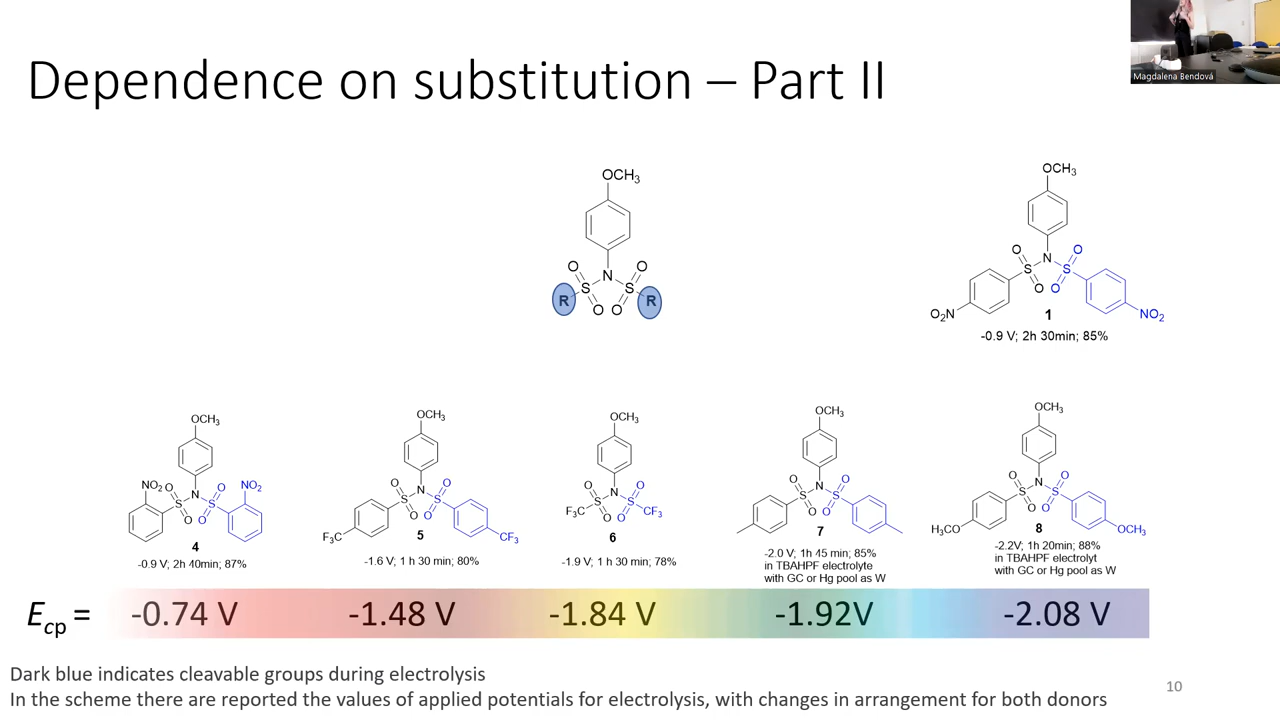 Magdalena Bendová
Dependence on substitution – Part II
OCH₃
O
O
N
S
S
R
R
O
O
OCH₃
O
O
N
S
S
O
O
O₂N
NO₂
1
-0.9 V; 2h 30min; 85%
OCH₃
NO₂
O
O
NO₂
N
S
S
O
O
4
-0.9 V; 2h 40min; 87%
OCH₃
O
O
N
S
S
O
O
F₃C
CF₃
5
-1.6 V; 1 h 30 min; 80%
OCH₃
O
O
N
S
S
F₃C
CF₃
O
O
6
-1.9 V; 1 h 30 min; 78%
OCH₃
O
O
N
S
S
O
O
7
-2.0 V; 1h 45 min; 85%
in TBAHPF electrolyte
with GC or Hg pool as W
OCH₃
O
O
N
S
S
O
O
H₃CO
OCH₃
8
-2.2V; 1h 20min; 88%
in TBAHPF electrolyt
with GC or Hg pool as W
Ecp = -0.74 V -1.48 V -1.84 V -1.92V -2.08 V
Dark blue indicates cleavable groups during electrolysis
In the scheme there are reported the values of applied potentials for electrolysis, with changes in arrangement for both donors
10